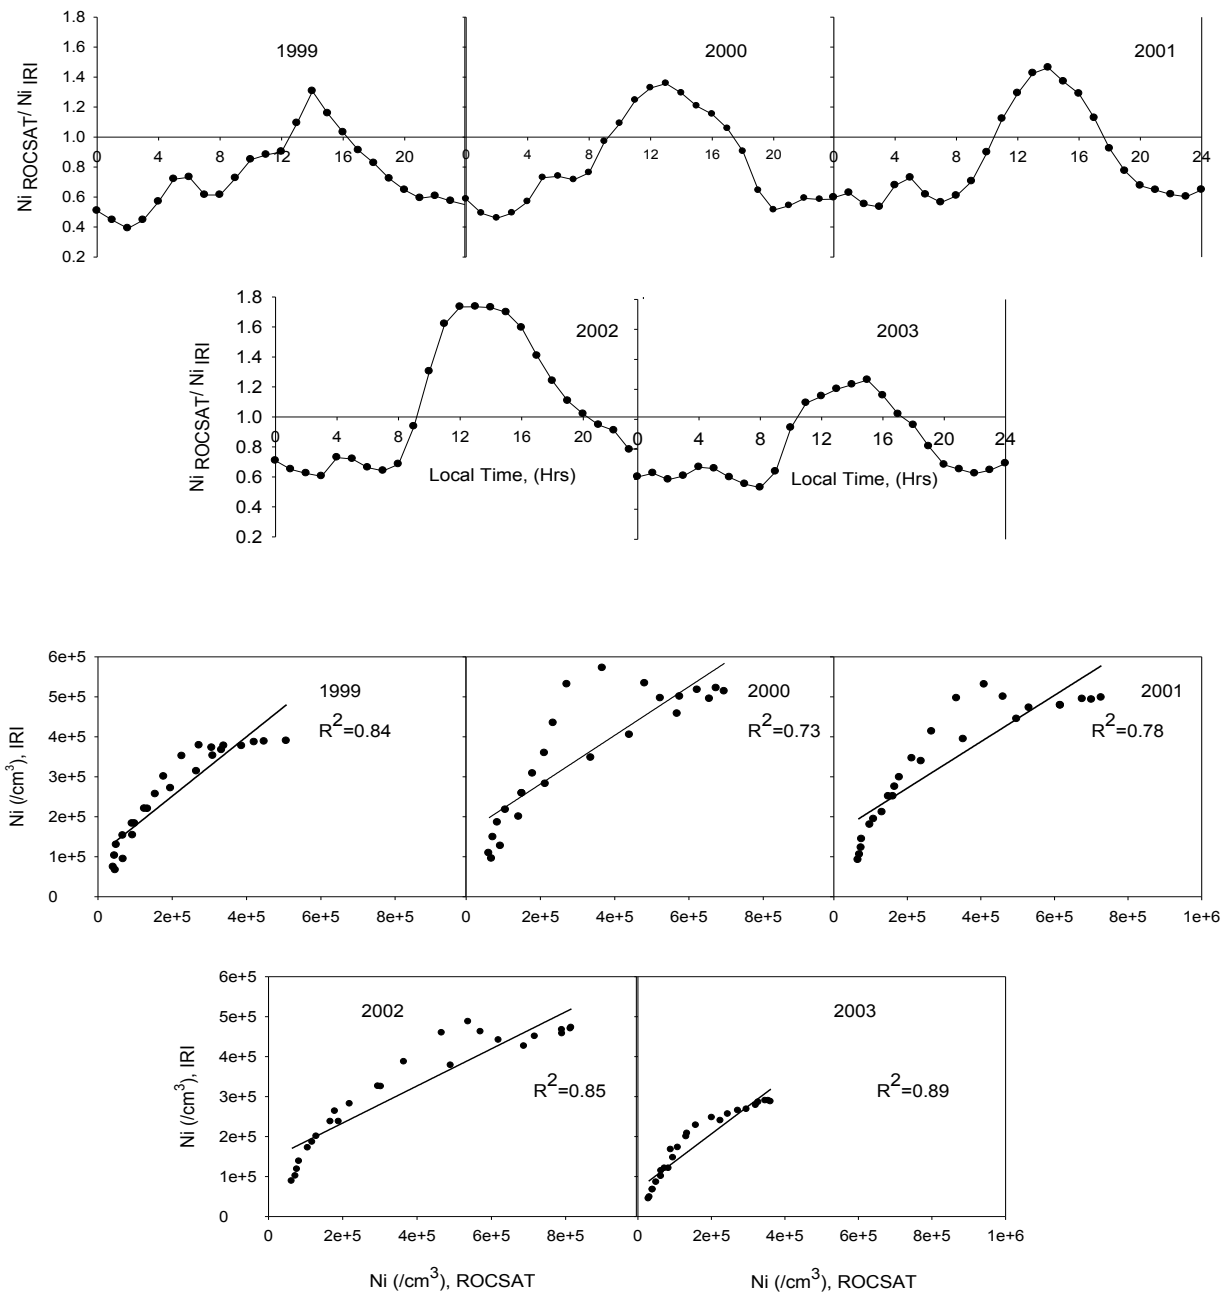 1.8
1.6
1.4
1.2
1.0
0.8
0.6
0.4
0.2
Ni ROCSAT/ Ni IRI
1999
2000
2001
0 4 8 12 16 20
0 4 8 12 16 20
0 4 8 12 16 20 24
1.8
1.6
1.4
1.2
1.0
0.8
0.6
0.4
0.2
Ni ROCSAT/ Ni IRI
2002
2003
0 4 8 12 16 20
0 4 8 12 16 20 24
Local Time, (Hrs)
Local Time, (Hrs)
6e+5
5e+5
4e+5
3e+5
2e+5
1e+5
0
Ni (/cm³), IRI
1999
R²=0.84
2000
R²=0.73
2001
R²=0.78
0 2e+5 4e+5 6e+5 8e+5
0 2e+5 4e+5 6e+5 8e+5
0 2e+5 4e+5 6e+5 8e+5 1e+6
6e+5
5e+5
4e+5
3e+5
2e+5
1e+5
0
Ni (/cm³), IRI
2002
R²=0.85
2003
R²=0.89
0 2e+5 4e+5 6e+5 8e+5
0 2e+5 4e+5 6e+5 8e+5 1e+6
Ni (/cm³), ROCSAT
Ni (/cm³), ROCSAT